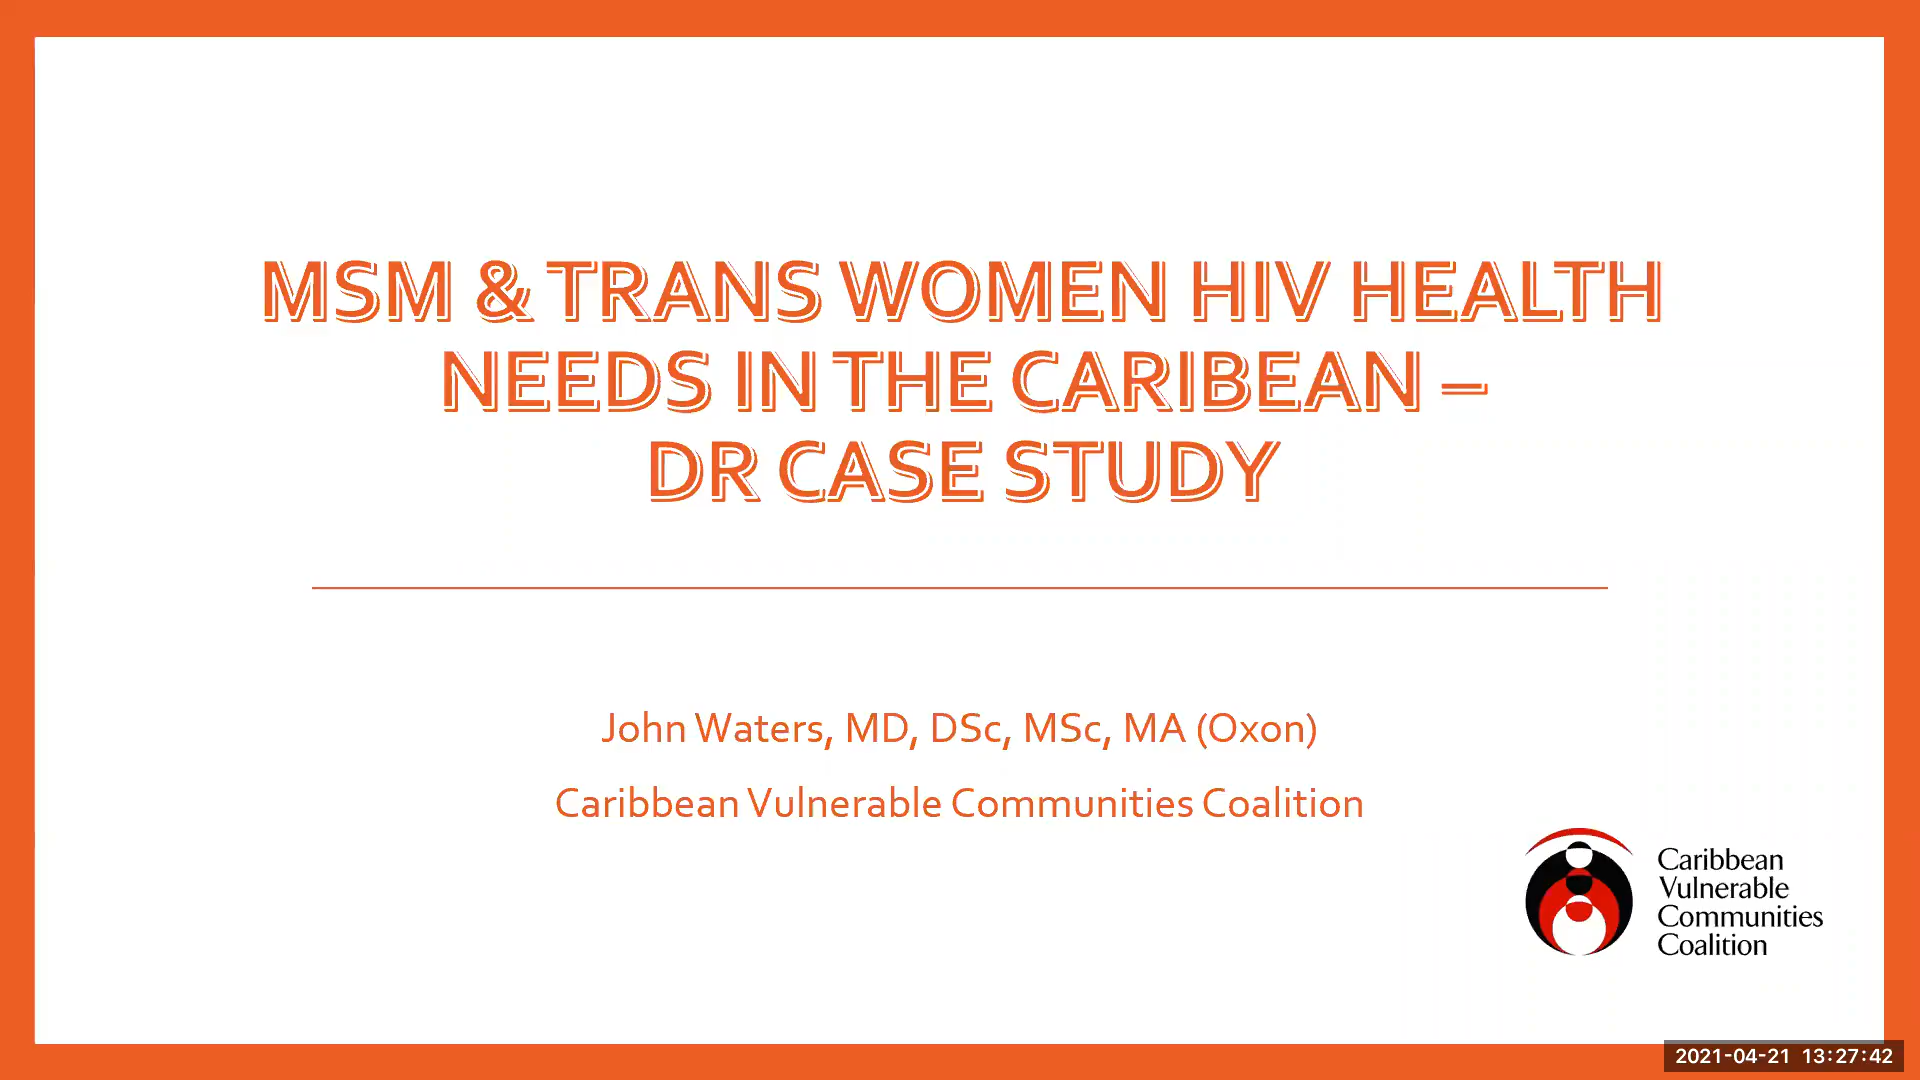 MSM & TRANS WOMEN HIV HEALTH
NEEDS IN THE CARIBEAN –
DR CASE STUDY
John Waters, MD, DSc, MSc, MA (Oxon)
Caribbean Vulnerable Communities Coalition
Caribbean
Vulnerable
Communities
Coalition
2021-04-21 13:27:42